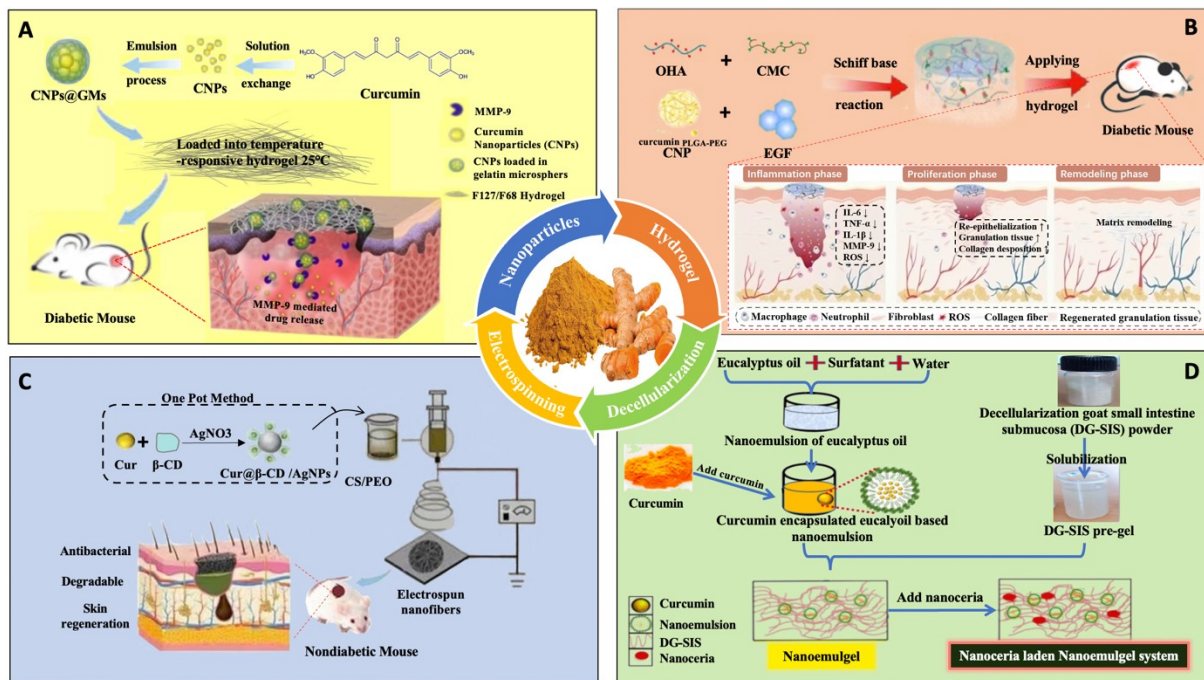 A
Emulsion
process
Solution
exchange
H₃CO
O
O
OCH₃
HO
OH
CNPs@GMs
CNPs
Curcumin
MMP-9
Curcumin
Nanoparticles (CNPs)
CNPs loaded in
gelatin microsphers
F127/F68 Hydrogel
Loaded into temperature
-responsive hydrogel 25℃
MMP-9 mediated
drug release
Diabetic Mouse
B
OHA
+
CMC
curcumin PLGA-PEG
CNP
+
EGF
Schiff base
reaction
Applying
hydrogel
Diabetic Mouse
Inflammation phase
Proliferation phase
Remodeling phase
IL-6 ↓
TNF-α ↓
IL-1β ↓
MMP-9 ↓
ROS ↓
Re-epithelialization ↑
Granulation tissue ↑
Collagen desposition ↑
Matrix remodeling
Macrophage
Neutrophil
Fibroblast
ROS
Collagen fiber
Regenerated granulation tissue
Nanoparticles
Hydrogel
Electrospinning
Decellularization
C
One Pot Method
Cur
+
β-CD
AgNO3
Cur@β-CD /AgNPs
CS/PEO
Antibacterial
Degradable
Skin
regeneration
Electrospun
nanofibers
Nondiabetic Mouse
D
Eucalyptus oil + Surfatant + Water
Nanoemulsion of eucalyptus oil
Curcumin
Add curcumin
Curcumin encapsulated eucalyoil based
nanoemulsion
Decellularization goat small intestine
submucosa (DG-SIS) powder
Solubilization
DG-SIS pre-gel
Curcumin
Nanoemulsion
DG-SIS
Nanoceria
Add nanoceria
Nanoemulgel
Nanoceria laden Nanoemulgel system